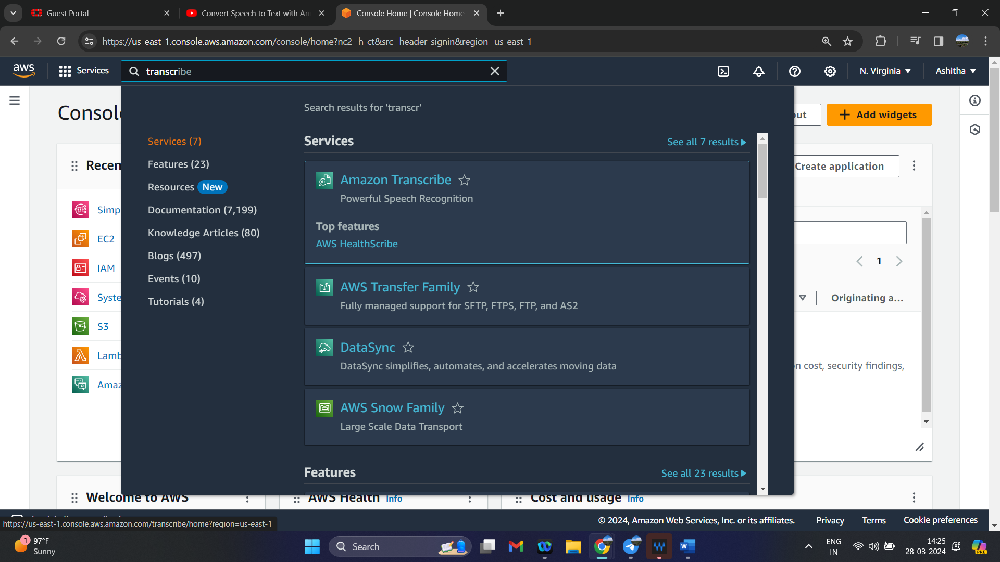 Guest Portal
Convert Speech to Text with Am
Console Home | Console Home
https://us-east-1.console.aws.amazon.com/console/home?nc2=h_ct&src=header-signin&region=us-east-1
aws
Services
transcribe
N. Virginia
Ashitha
Search results for 'transcr'
Services (7)
Features (23)
Resources New
Documentation (7,199)
Knowledge Articles (80)
Blogs (497)
Events (10)
Tutorials (4)
Services
See all 7 results
Amazon Transcribe
Powerful Speech Recognition
Top features
AWS HealthScribe
AWS Transfer Family
Fully managed support for SFTP, FTPS, FTP, and AS2
DataSync
DataSync simplifies, automates, and accelerates moving data
AWS Snow Family
Large Scale Data Transport
Features
See all 23 results
Consol
out
Add widgets
Recen
Create application
Simp
EC2
IAM
Syste
S3
Lamb
Amaz
1
Originating a...
n cost, security findings,
Welcome to AWS
AWS Health Info
Cost and usage Info
https://us-east-1.console.aws.amazon.com/transcribe/home?region=us-east-1
© 2024, Amazon Web Services, Inc. or its affiliates.
Privacy
Terms
Cookie preferences
1
97°F
Sunny
Search
W
PRE
ENG
IN
14:25
28-03-2024